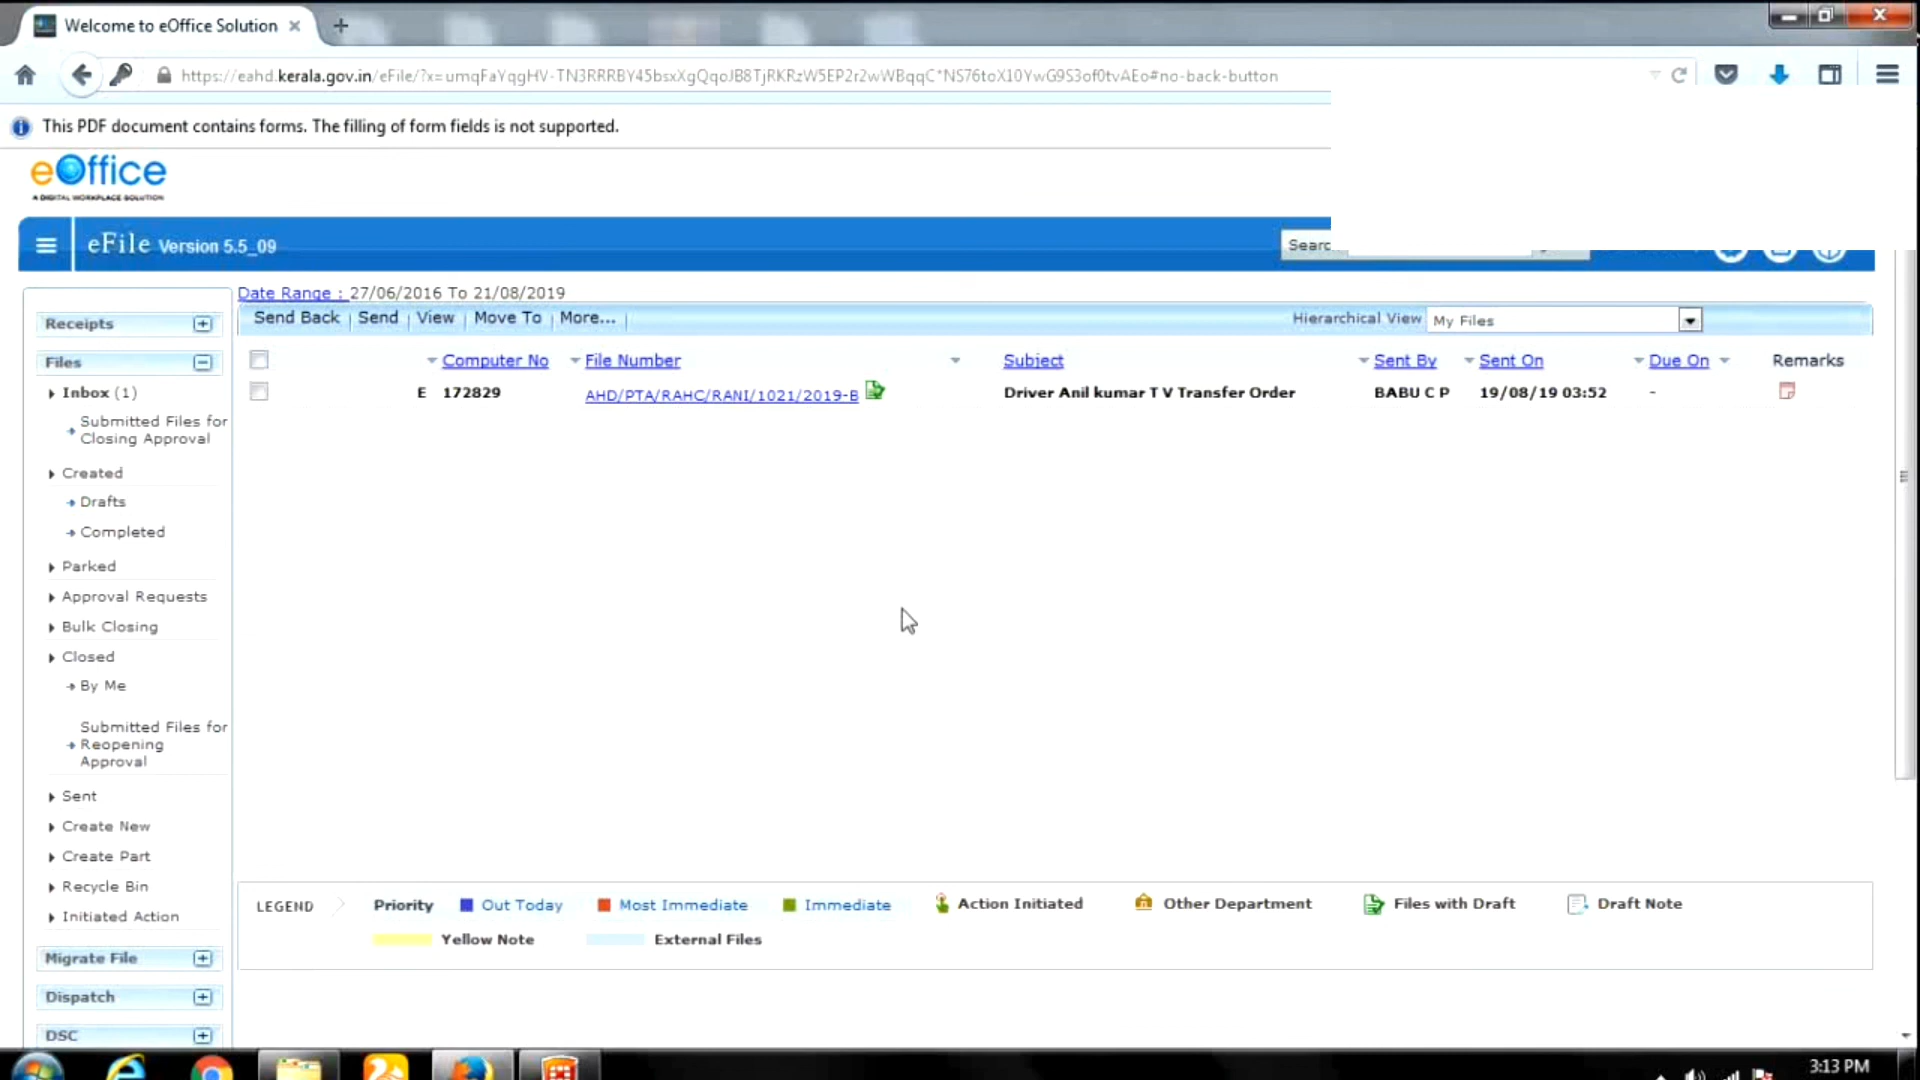 Welcome to eOffice Solution
https://eahd.kerala.gov.in/eFile/?x=umqFaYqgHV-TN3RRRBY45bsxXgQqoJB8TjRKRzW5EP2r2wWBqqC*NS76toX10YwG9S3of0tvAEo#no-back-button
This PDF document contains forms. The filling of form fields is not supported.
eOffice
A DIGITAL WORKPLACE SOLUTION
eFile Version 5.5_09
Searc
Date Range : 27/06/2016 To 21/08/2019
Send Back | Send | View | Move To | More... |
Hierarchical View My Files
Computer No File Number Subject Sent By Sent On Due On Remarks
E 172829 AHD/PTA/RAHC/RANI/1021/2019-B Driver Anil kumar T V Transfer Order BABU C P 19/08/19 03:52 -
Receipts
Files
Inbox (1)
Submitted Files for
Closing Approval
Created
Drafts
Completed
Parked
Approval Requests
Bulk Closing
Closed
By Me
Submitted Files for
Reopening
Approval
Sent
Create New
Create Part
Recycle Bin
Initiated Action
Migrate File
Dispatch
DSC
LEGEND Priority Out Today Most Immediate Immediate Action Initiated Other Department Files with Draft Draft Note
Yellow Note External Files
3:13 PM